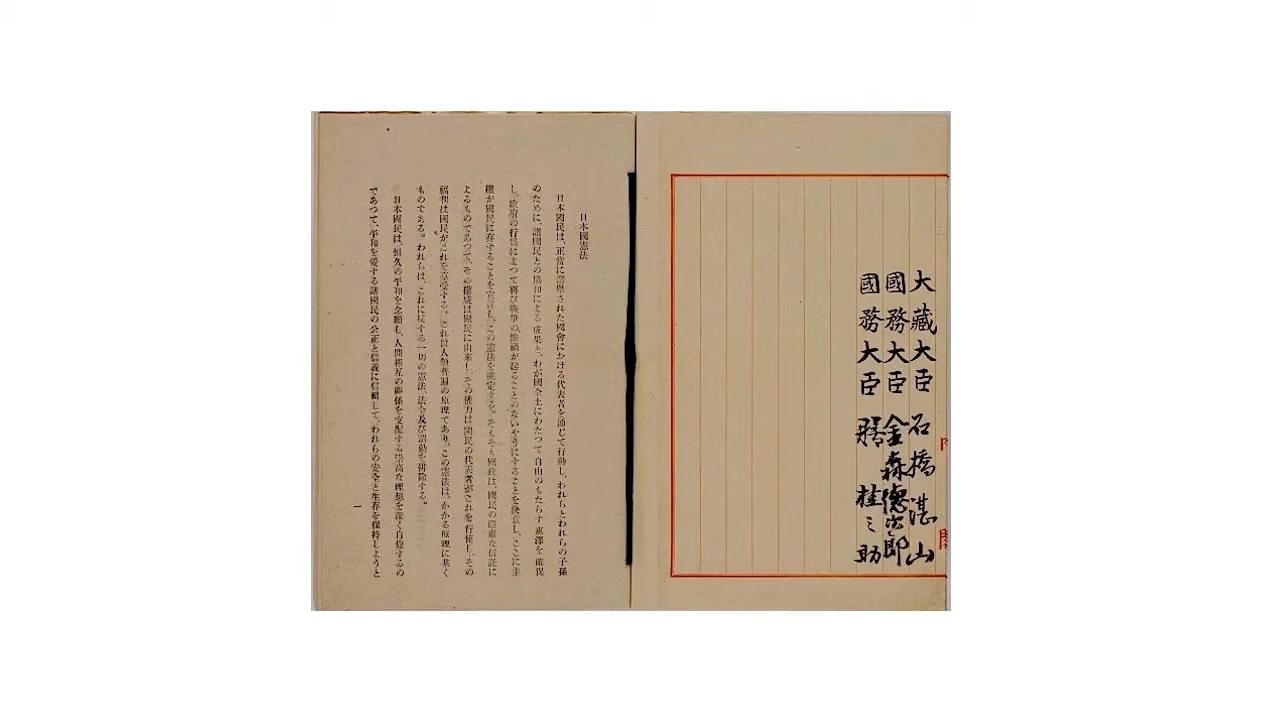 大藏大臣 石橋湛山
國務大臣 金森德次郎
國務大臣 膳桂之助
日本國憲法
日本國民は、正當に選擧された國會における代表者を通じて行動し、われらとわれらの子孫
のために、諸國民との協和による成果と、わが國全土にわたつて自由のもたらす惠澤を確保
し、政府の行爲によつて再び戰爭の慘禍が起ることのないやうにすることを決意し、ここに主
權が國民に存することを宣言し、この憲法を確定する。そもそも國政は、國民の嚴肅な信託に
よるものであつて、その權威は國民に由來し、その權力は國民の代表者がこれを行使し、その
福利は國民がこれを享受する。これは人類普遍の原理であり、この憲法は、かかる原理に基く
ものである。われらは、これに反する一切の憲法、法令及び詔勅を排除する。
日本國民は、恒久の平和を念願し、人間相互の關係を支配する崇高な理想を深く自覺するの
であつて、平和を愛する諸國民の公正と信義に信賴して、われらの安全と生存を保持しようと
一